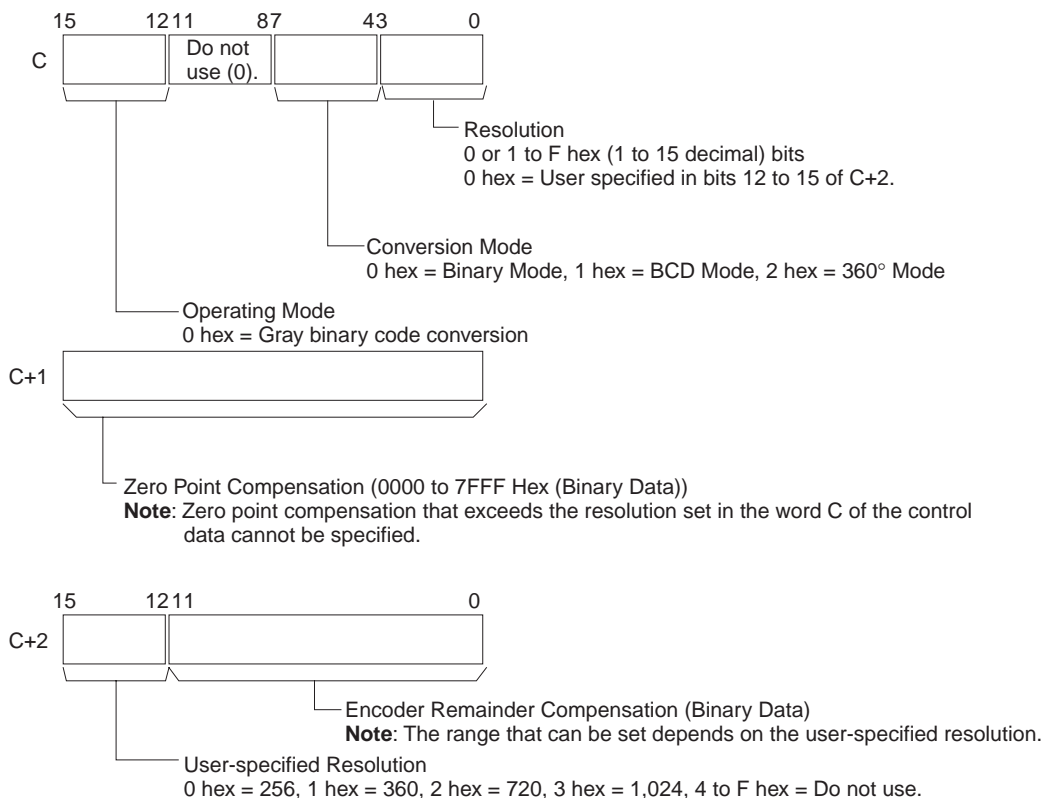 15 12 11 8 7 4 3 0
C
Do not
use (0).
Resolution
0 or 1 to F hex (1 to 15 decimal) bits
0 hex = User specified in bits 12 to 15 of C+2.
Conversion Mode
0 hex = Binary Mode, 1 hex = BCD Mode, 2 hex = 360° Mode
Operating Mode
0 hex = Gray binary code conversion
C+1
Zero Point Compensation (0000 to 7FFF Hex (Binary Data))
Note: Zero point compensation that exceeds the resolution set in the word C of the control
data cannot be specified.
15 12 11 0
C+2
Encoder Remainder Compensation (Binary Data)
Note: The range that can be set depends on the user-specified resolution.
User-specified Resolution
0 hex = 256, 1 hex = 360, 2 hex = 720, 3 hex = 1,024, 4 to F hex = Do not use.